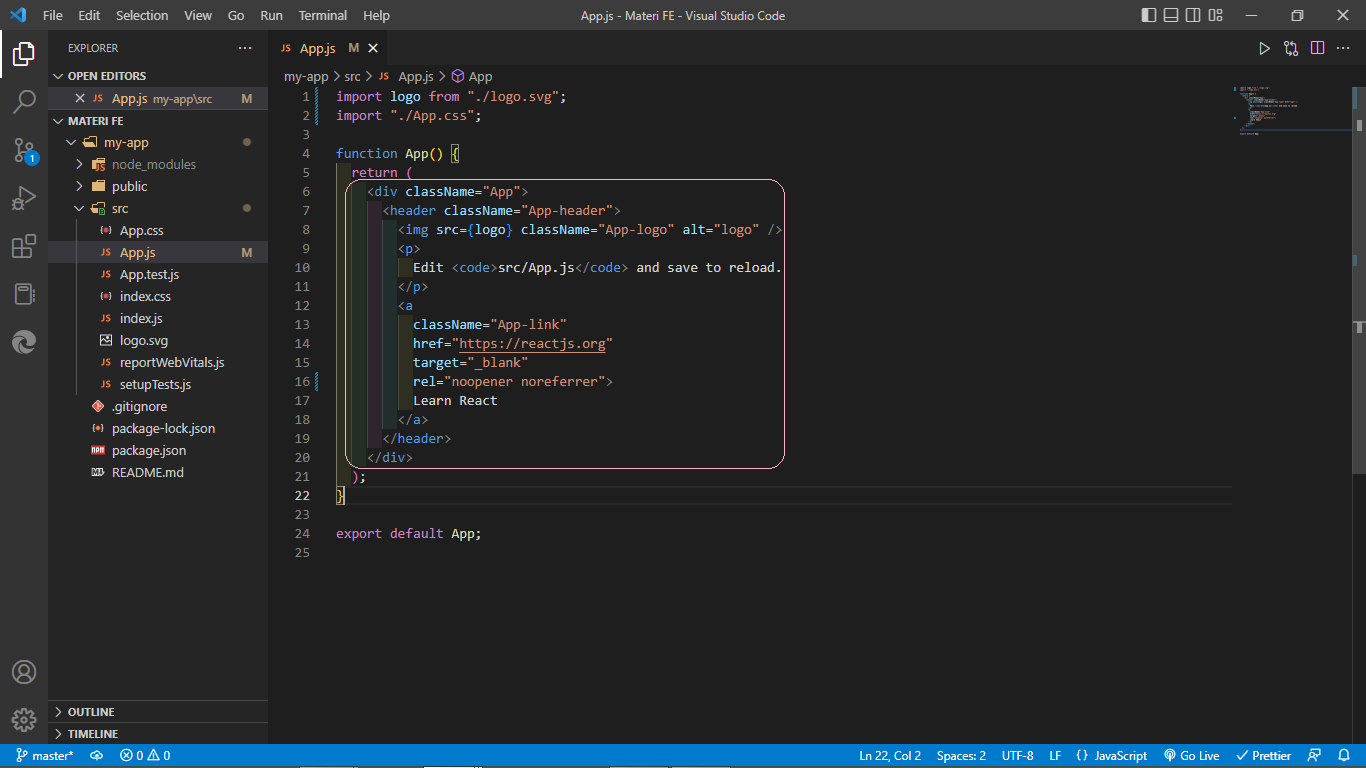 File Edit Selection View Go Run Terminal Help App.js - Materi FE - Visual Studio Code
EXPLORER
OPEN EDITORS
JS App.js my-app\src M
MATERI FE
my-app
node_modules
public
src
App.css
JS App.js M
JS App.test.js
index.css
JS index.js
logo.svg
JS reportWebVitals.js
JS setupTests.js
.gitignore
package-lock.json
package.json
README.md
OUTLINE
TIMELINE
1
JS App.js M
my-app > src > JS App.js > App
1 import logo from "./logo.svg";
2 import "./App.css";
3
4 function App() {
5 return (
6 <div className="App">
7 <header className="App-header">
8 <img src={logo} className="App-logo" alt="logo" />
9 <p>
10 Edit <code>src/App.js</code> and save to reload.
11 </p>
12 <a
13 className="App-link"
14 href="https://reactjs.org"
15 target="_blank"
16 rel="noopener noreferrer">
17 Learn React
18 </a>
19 </header>
20 </div>
21 );
22 }
23
24 export default App;
25
master* 0 0 Ln 22, Col 2 Spaces: 2 UTF-8 LF {} JavaScript Go Live Prettier